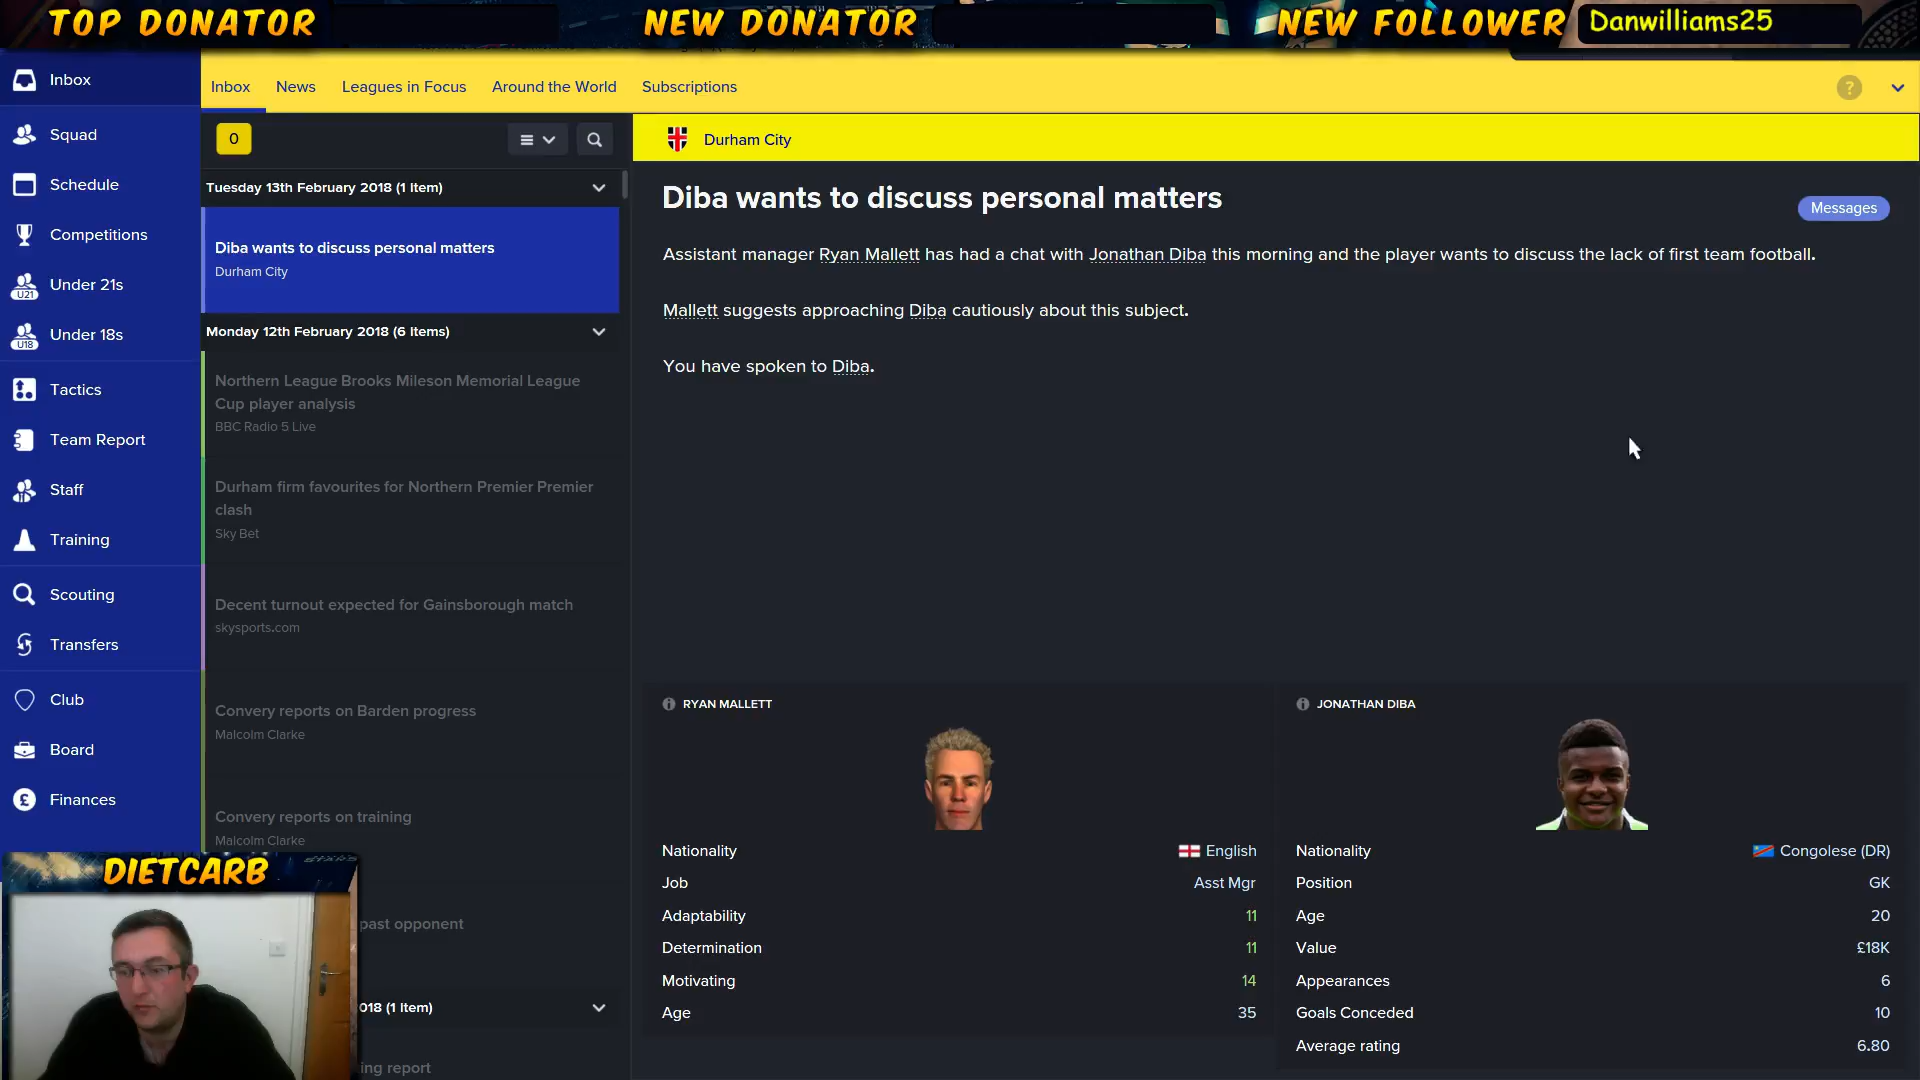 TOP DONATOR
NEW DONATOR
NEW FOLLOWER
Danwilliams25
Inbox
Squad
Schedule
Competitions
U21
Under 21s
U18
Under 18s
Tactics
Team Report
Staff
Training
Scouting
Transfers
Club
Board
£
Finances
Inbox
News
Leagues in Focus
Around the World
Subscriptions
?
0
Tuesday 13th February 2018 (1 Item)
Diba wants to discuss personal matters
Durham City
Monday 12th February 2018 (6 Items)
Northern League Brooks Mileson Memorial League
Cup player analysis
BBC Radio 5 Live
Durham firm favourites for Northern Premier Premier
clash
Sky Bet
Decent turnout expected for Gainsborough match
skysports.com
Convery reports on Barden progress
Malcolm Clarke
Convery reports on training
Malcolm Clarke
past opponent
018 (1 Item)
ing report
DIETCARB
Durham City
Diba wants to discuss personal matters
Messages
Assistant manager Ryan Mallett has had a chat with Jonathan Diba this morning and the player wants to discuss the lack of first team football.
Mallett suggests approaching Diba cautiously about this subject.
You have spoken to Diba.
RYAN MALLETT
Nationality English
Job Asst Mgr
Adaptability 11
Determination 11
Motivating 14
Age 35
JONATHAN DIBA
Nationality Congolese (DR)
Position GK
Age 20
Value £18K
Appearances 6
Goals Conceded 10
Average rating 6.80